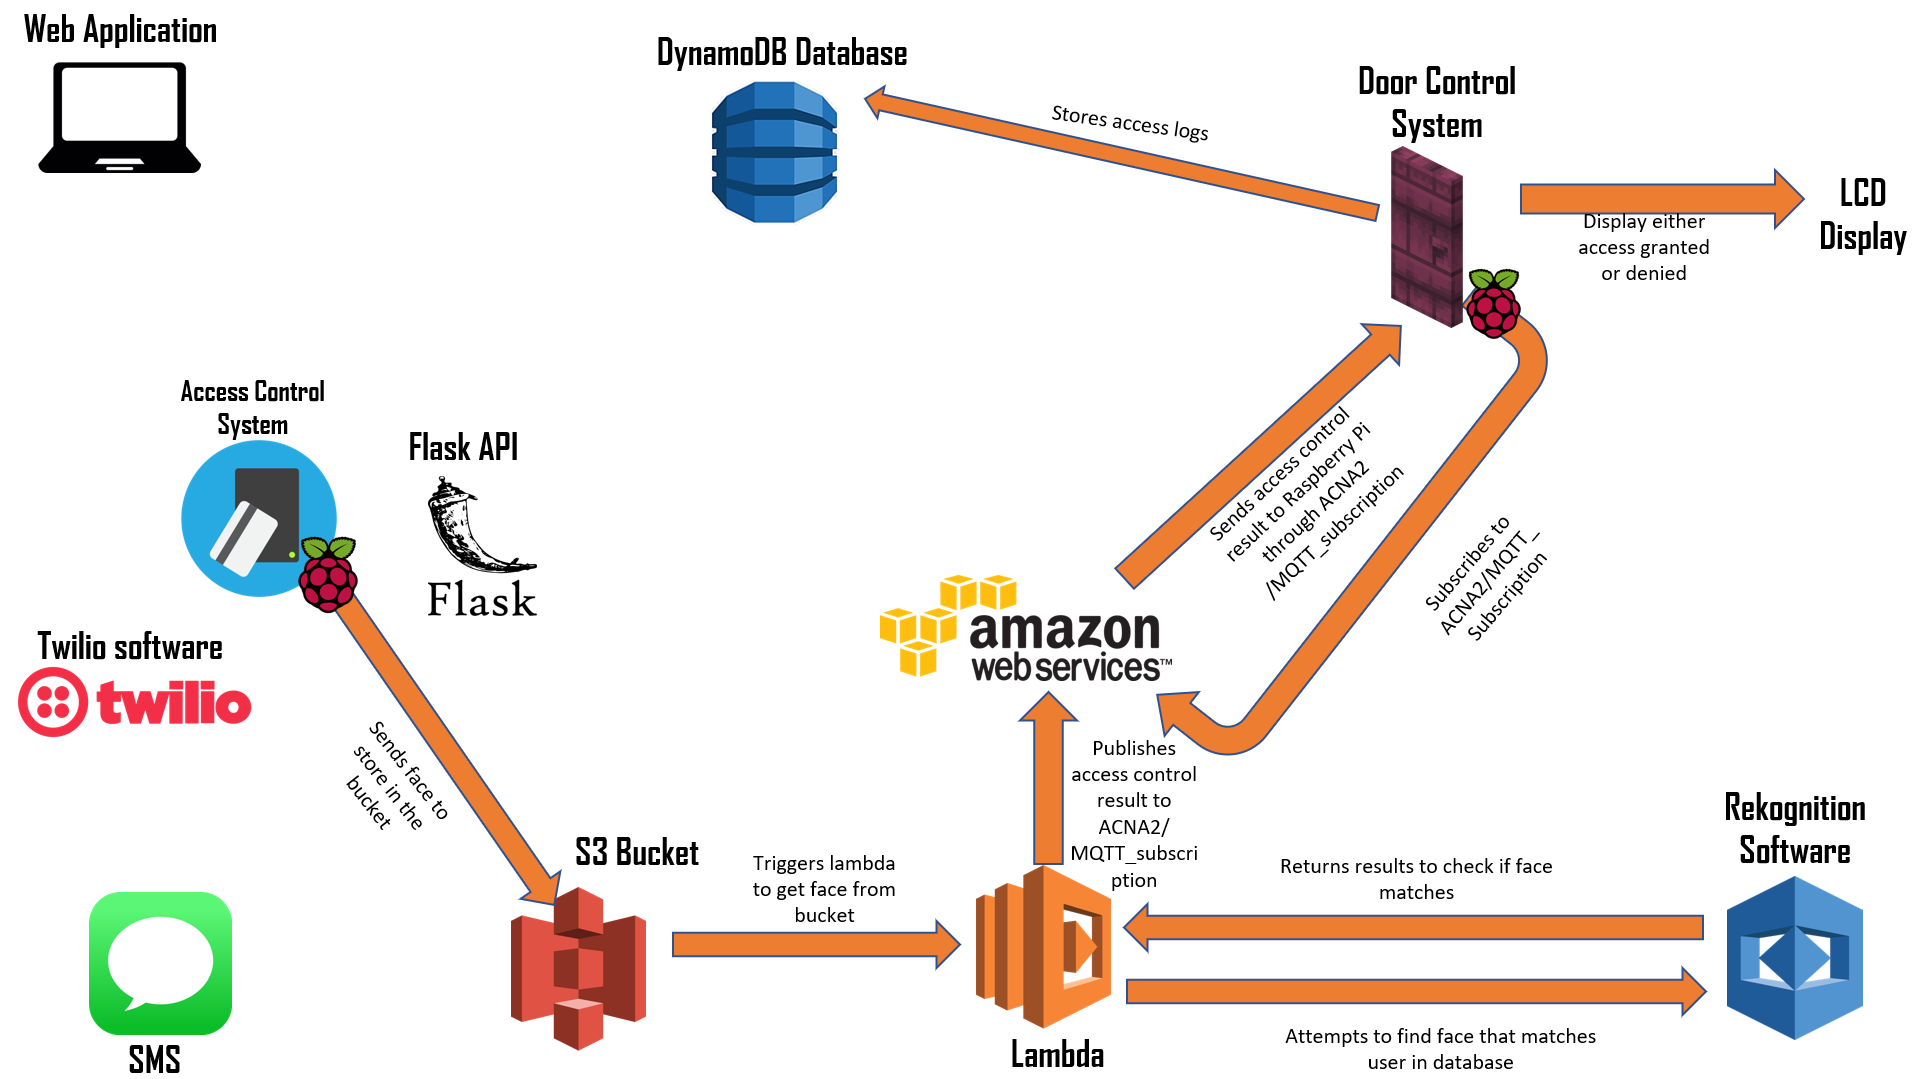 Web Application
DynamoDB Database
Door Control
System
Stores access logs
LCD
Display
Display either
access granted
or denied
Access Control
System
Flask API
Flask
Sends access control
result to Raspberry Pi
through ACNA2
/MQTT_subscription
Subscribes to
ACNA2/MQTT_
Subscription
amazon
web services™
Twilio software
twilio
Sends face to
store in the
bucket
Publishes
access control
result to
ACNA2/
MQTT_subscri
ption
S3 Bucket
Triggers lambda
to get face from
bucket
Returns results to check if face
matches
Rekognition
Software
Attempts to find face that matches
user in database
Lambda
SMS